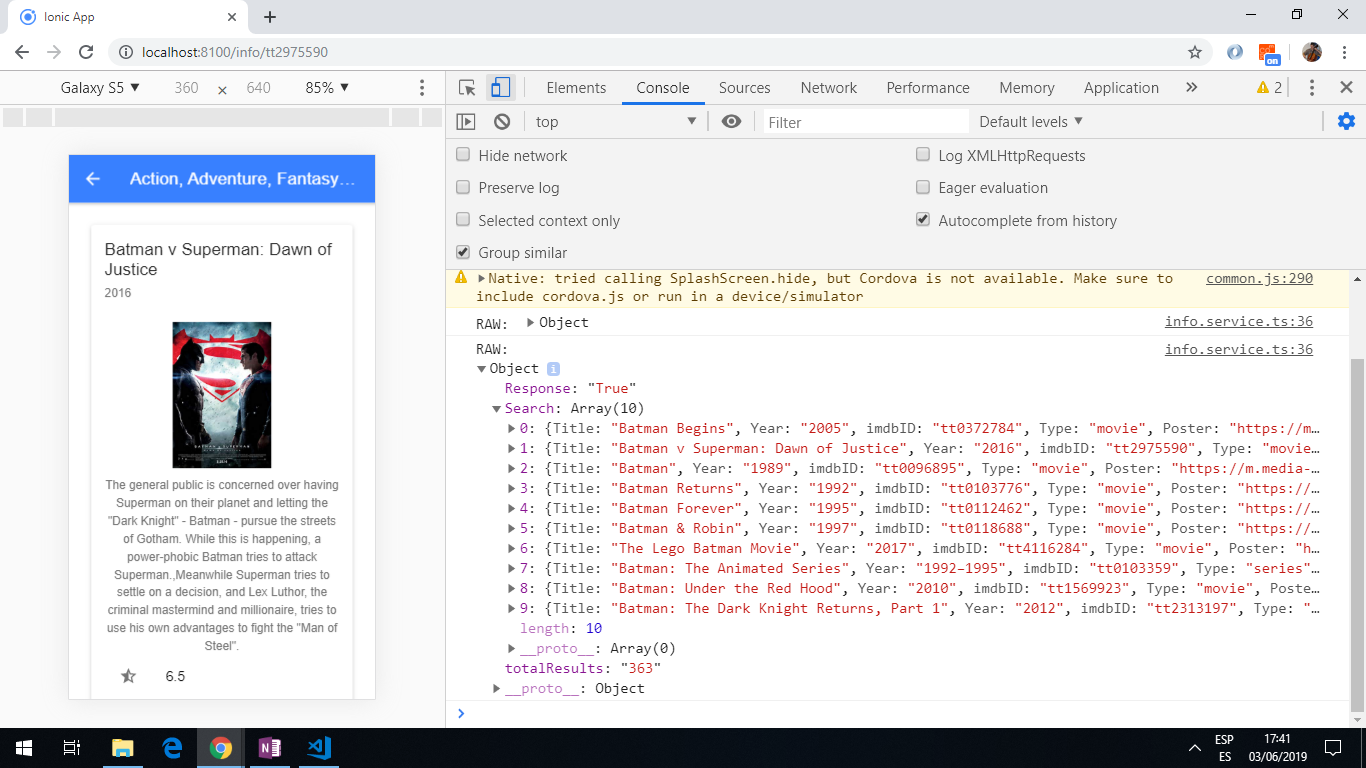 Ionic App
localhost:8100/info/tt2975590
on
Galaxy S5 ▼ 360 × 640 85% ▼
Elements Console Sources Network Performance Memory Application » 2
top ▼ Filter Default levels ▼
Hide network Log XMLHttpRequests
Preserve log Eager evaluation
Selected context only Autocomplete from history
Group similar
Action, Adventure, Fantasy…
Batman v Superman: Dawn of
Justice
2016
BATMAN v SUPERMAN
The general public is concerned over having
Superman on their planet and letting the
"Dark Knight" - Batman - pursue the streets
of Gotham. While this is happening, a
power-phobic Batman tries to attack
Superman.,Meanwhile Superman tries to
settle on a decision, and Lex Luthor, the
criminal mastermind and millionaire, tries to
use his own advantages to fight the "Man of
Steel".
6.5
Native: tried calling SplashScreen.hide, but Cordova is not available. Make sure to common.js:290
include cordova.js or run in a device/simulator
RAW: ▶Object info.service.ts:36
RAW: info.service.ts:36
▼Object i
Response: "True"
▼Search: Array(10)
▶0: {Title: "Batman Begins", Year: "2005", imdbID: "tt0372784", Type: "movie", Poster: "https://m…
▶1: {Title: "Batman v Superman: Dawn of Justice", Year: "2016", imdbID: "tt2975590", Type: "movie…
▶2: {Title: "Batman", Year: "1989", imdbID: "tt0096895", Type: "movie", Poster: "https://m.media-…
▶3: {Title: "Batman Returns", Year: "1992", imdbID: "tt0103776", Type: "movie", Poster: "https://…
▶4: {Title: "Batman Forever", Year: "1995", imdbID: "tt0112462", Type: "movie", Poster: "https://…
▶5: {Title: "Batman & Robin", Year: "1997", imdbID: "tt0118688", Type: "movie", Poster: "https://…
▶6: {Title: "The Lego Batman Movie", Year: "2017", imdbID: "tt4116284", Type: "movie", Poster: "h…
▶7: {Title: "Batman: The Animated Series", Year: "1992–1995", imdbID: "tt0103359", Type: "series"…
▶8: {Title: "Batman: Under the Red Hood", Year: "2010", imdbID: "tt1569923", Type: "movie", Poste…
▶9: {Title: "Batman: The Dark Knight Returns, Part 1", Year: "2012", imdbID: "tt2313197", Type: "…
length: 10
▶__proto__: Array(0)
totalResults: "363"
▶__proto__: Object
ESP 17:41
ES 03/06/2019